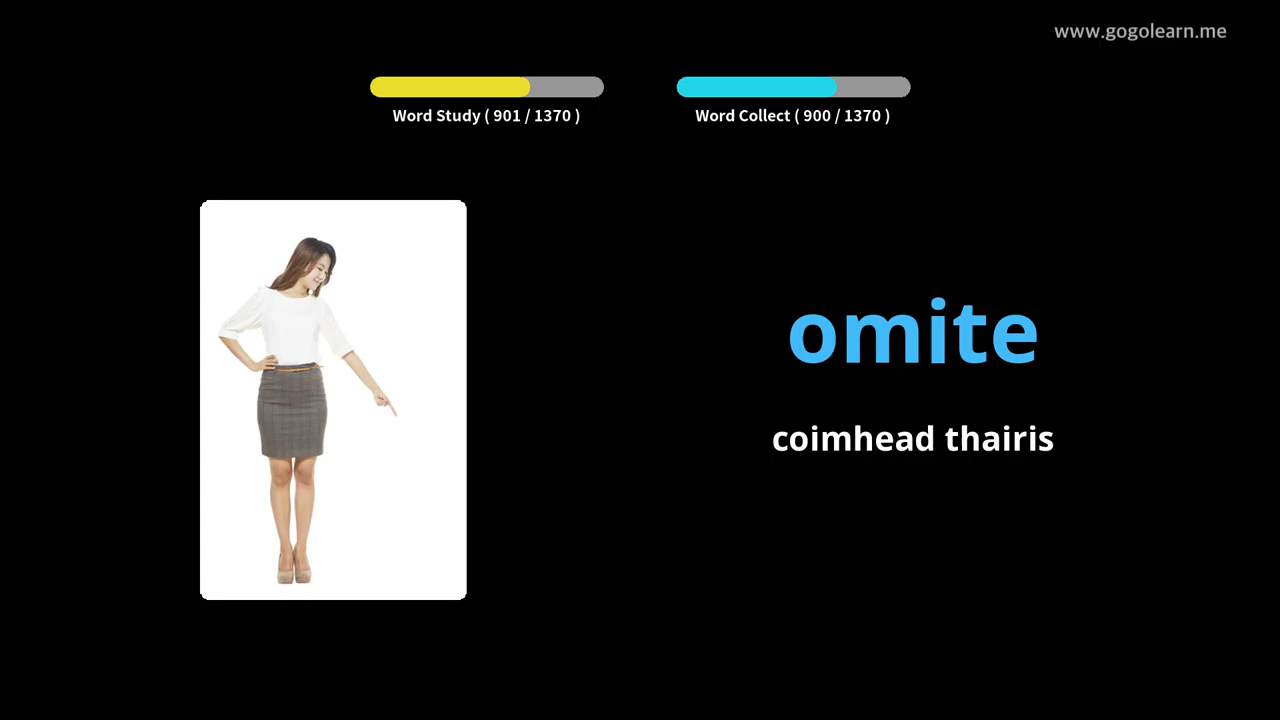 www.gogolearn.me
Word Study ( 901 / 1370 )
Word Collect ( 900 / 1370 )
omite
coimhead thairis